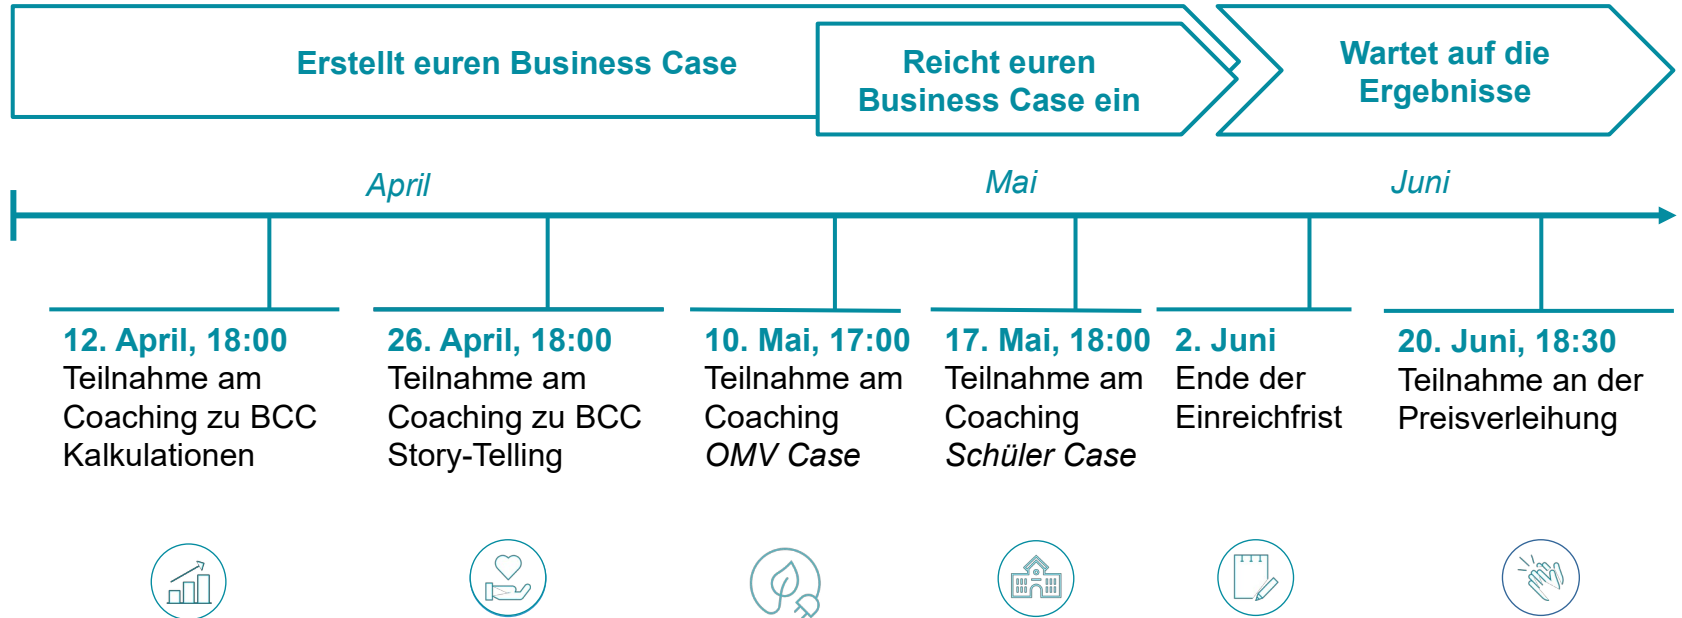 Erstellt euren Business Case
Reicht euren
Business Case ein
Wartet auf die
Ergebnisse
April
Mai
Juni
12. April, 18:00
Teilnahme am
Coaching zu BCC
Kalkulationen
26. April, 18:00
Teilnahme am
Coaching zu BCC
Story-Telling
10. Mai, 17:00
Teilnahme am
Coaching
OMV Case
17. Mai, 18:00
Teilnahme am
Coaching
Schüler Case
2. Juni
Ende der
Einreichfrist
20. Juni, 18:30
Teilnahme an der
Preisverleihung